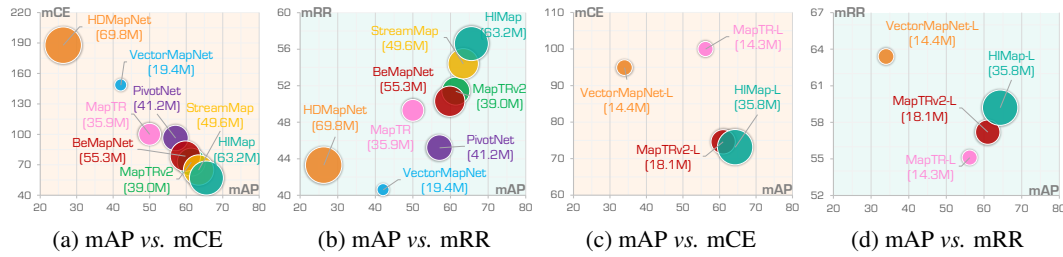 mCE
240
200
160
120
80
40
0
20 30 40 50 60 70 80
mAP
HDMapNet
[69.8M]
VectorMapNet
[19.4M]
PivotNet
[41.2M]
MapTR
[35.9M]
StreamMap
[49.6M]
BeMapNet
[55.3M]
HIMap
[63.2M]
MapTRv2
[39.0M]
(a) mAP vs. mCE
mRR
60
56
52
48
44
40
20 30 40 50 60 70 80
mAP
HIMap
[63.2M]
StreamMap
[49.6M]
BeMapNet
[55.3M]
MapTRv2
[39.0M]
HDMapNet
[69.8M]
MapTR
[35.9M]
PivotNet
[41.2M]
VectorMapNet
[19.4M]
(b) mAP vs. mRR
mCE
110
100
90
80
70
60
20 30 40 50 60 70 80
mAP
MapTR-L
[14.3M]
VectorMapNet-L
[14.4M]
HIMap-L
[35.8M]
MapTRv2-L
[18.1M]
(c) mAP vs. mCE
mRR
67
64
61
58
55
52
20 30 40 50 60 70 80
mAP
VectorMapNet-L
[14.4M]
HIMap-L
[35.8M]
MapTRv2-L
[18.1M]
MapTR-L
[14.3M]
(d) mAP vs. mRR